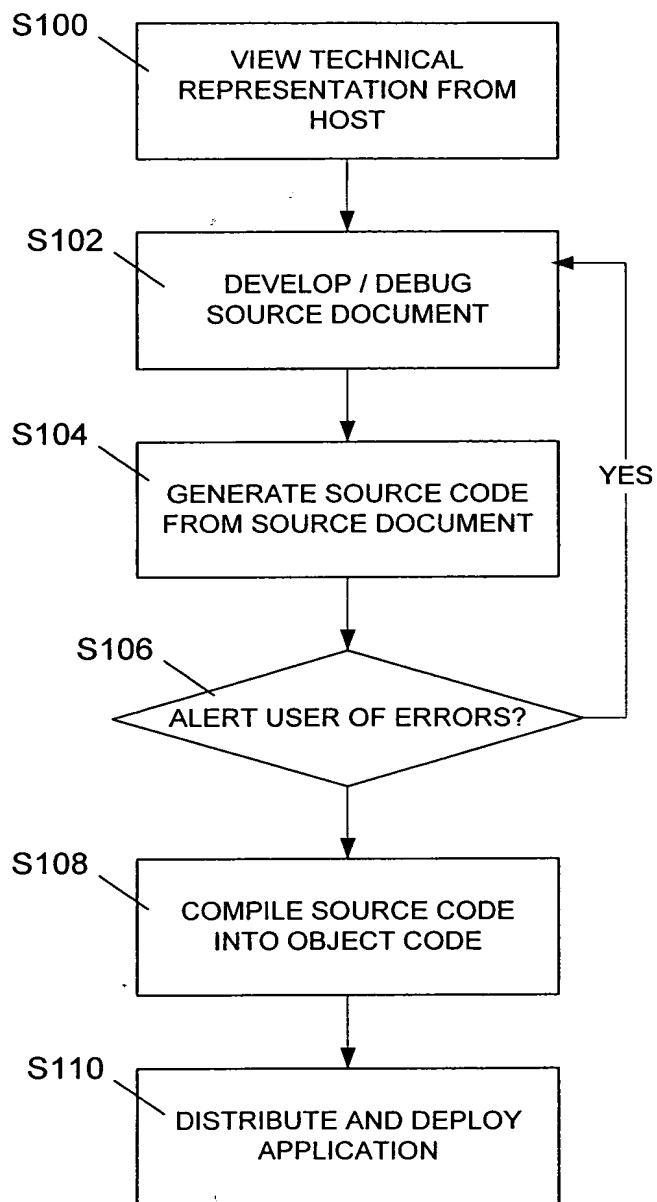 S100
VIEW TECHNICAL
REPRESENTATION FROM
HOST
S102
DEVELOP / DEBUG
SOURCE DOCUMENT
S104
GENERATE SOURCE CODE
FROM SOURCE DOCUMENT
YES
S106
ALERT USER OF ERRORS?
S108
COMPILE SOURCE CODE
INTO OBJECT CODE
S110
DISTRIBUTE AND DEPLOY
APPLICATION